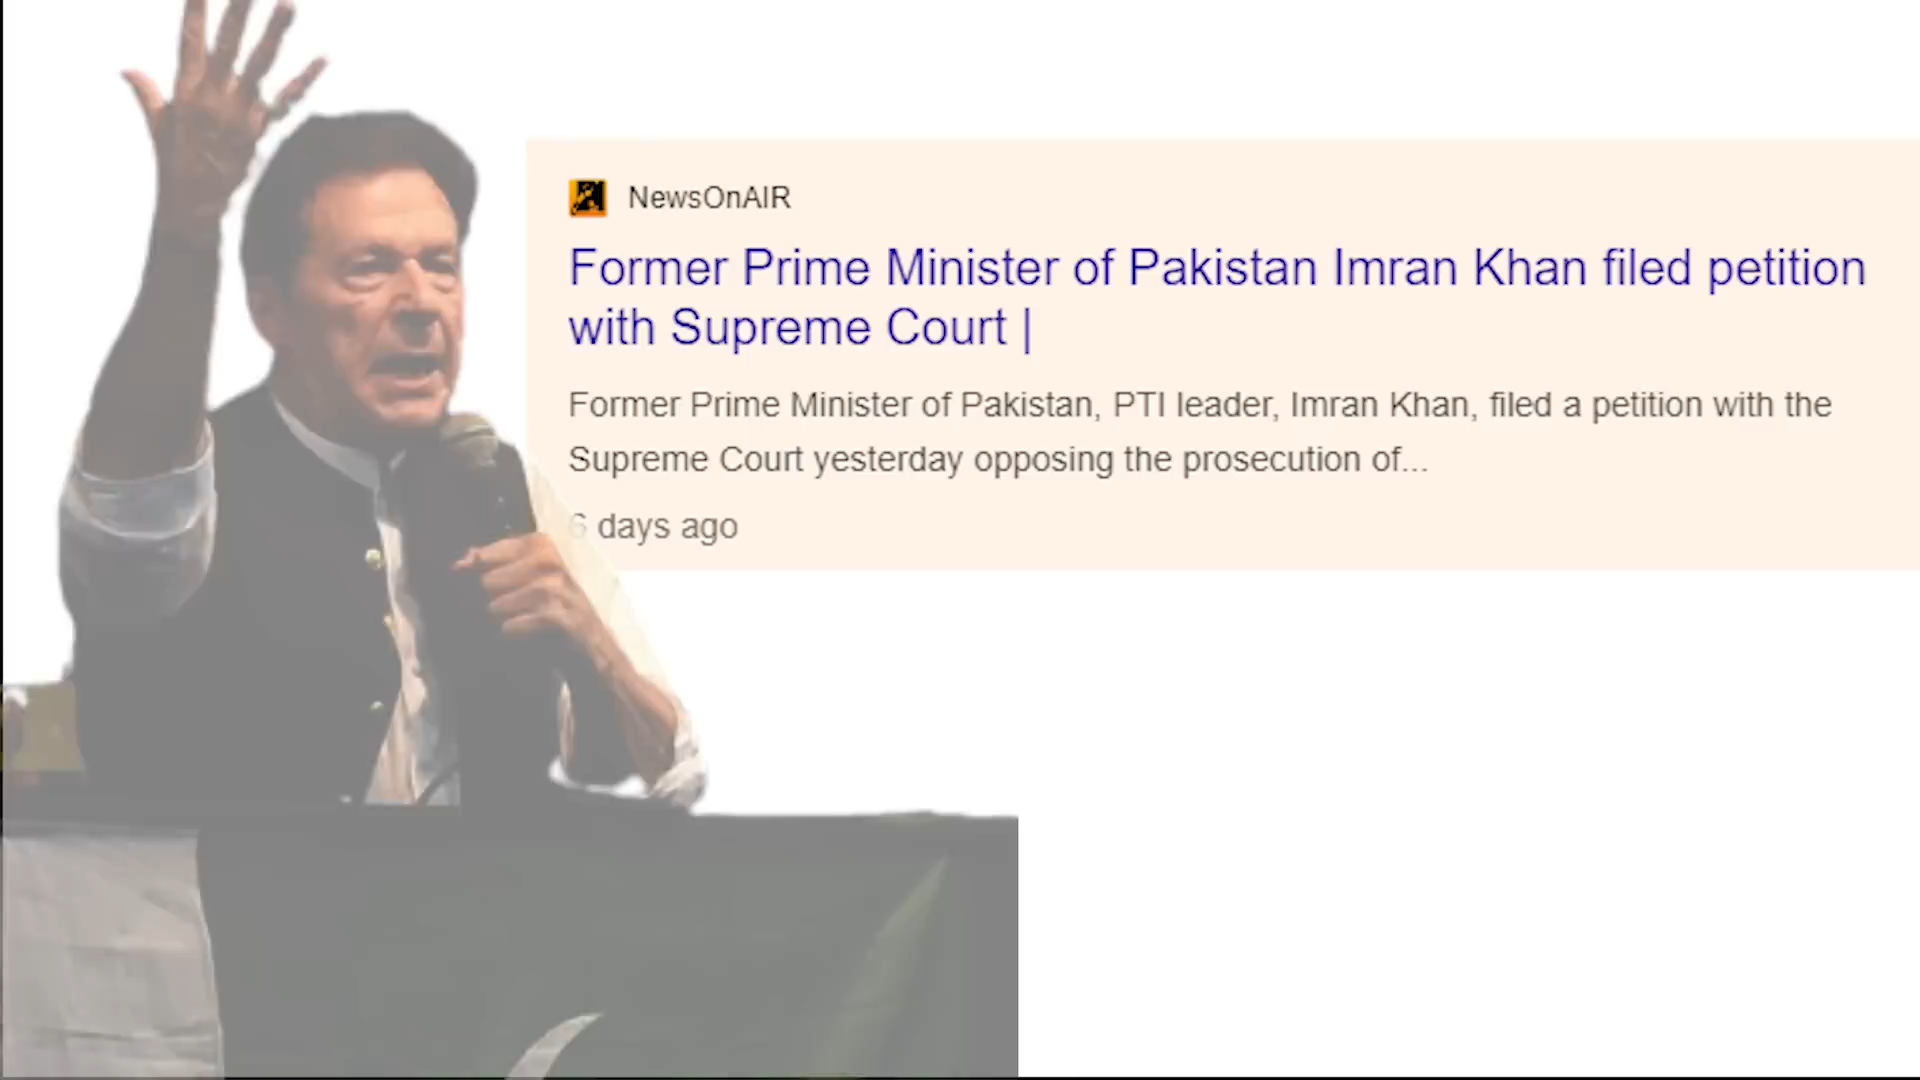 NewsOnAIR
Former Prime Minister of Pakistan Imran Khan filed petition
with Supreme Court |
Former Prime Minister of Pakistan, PTI leader, Imran Khan, filed a petition with the
Supreme Court yesterday opposing the prosecution of...
6 days ago